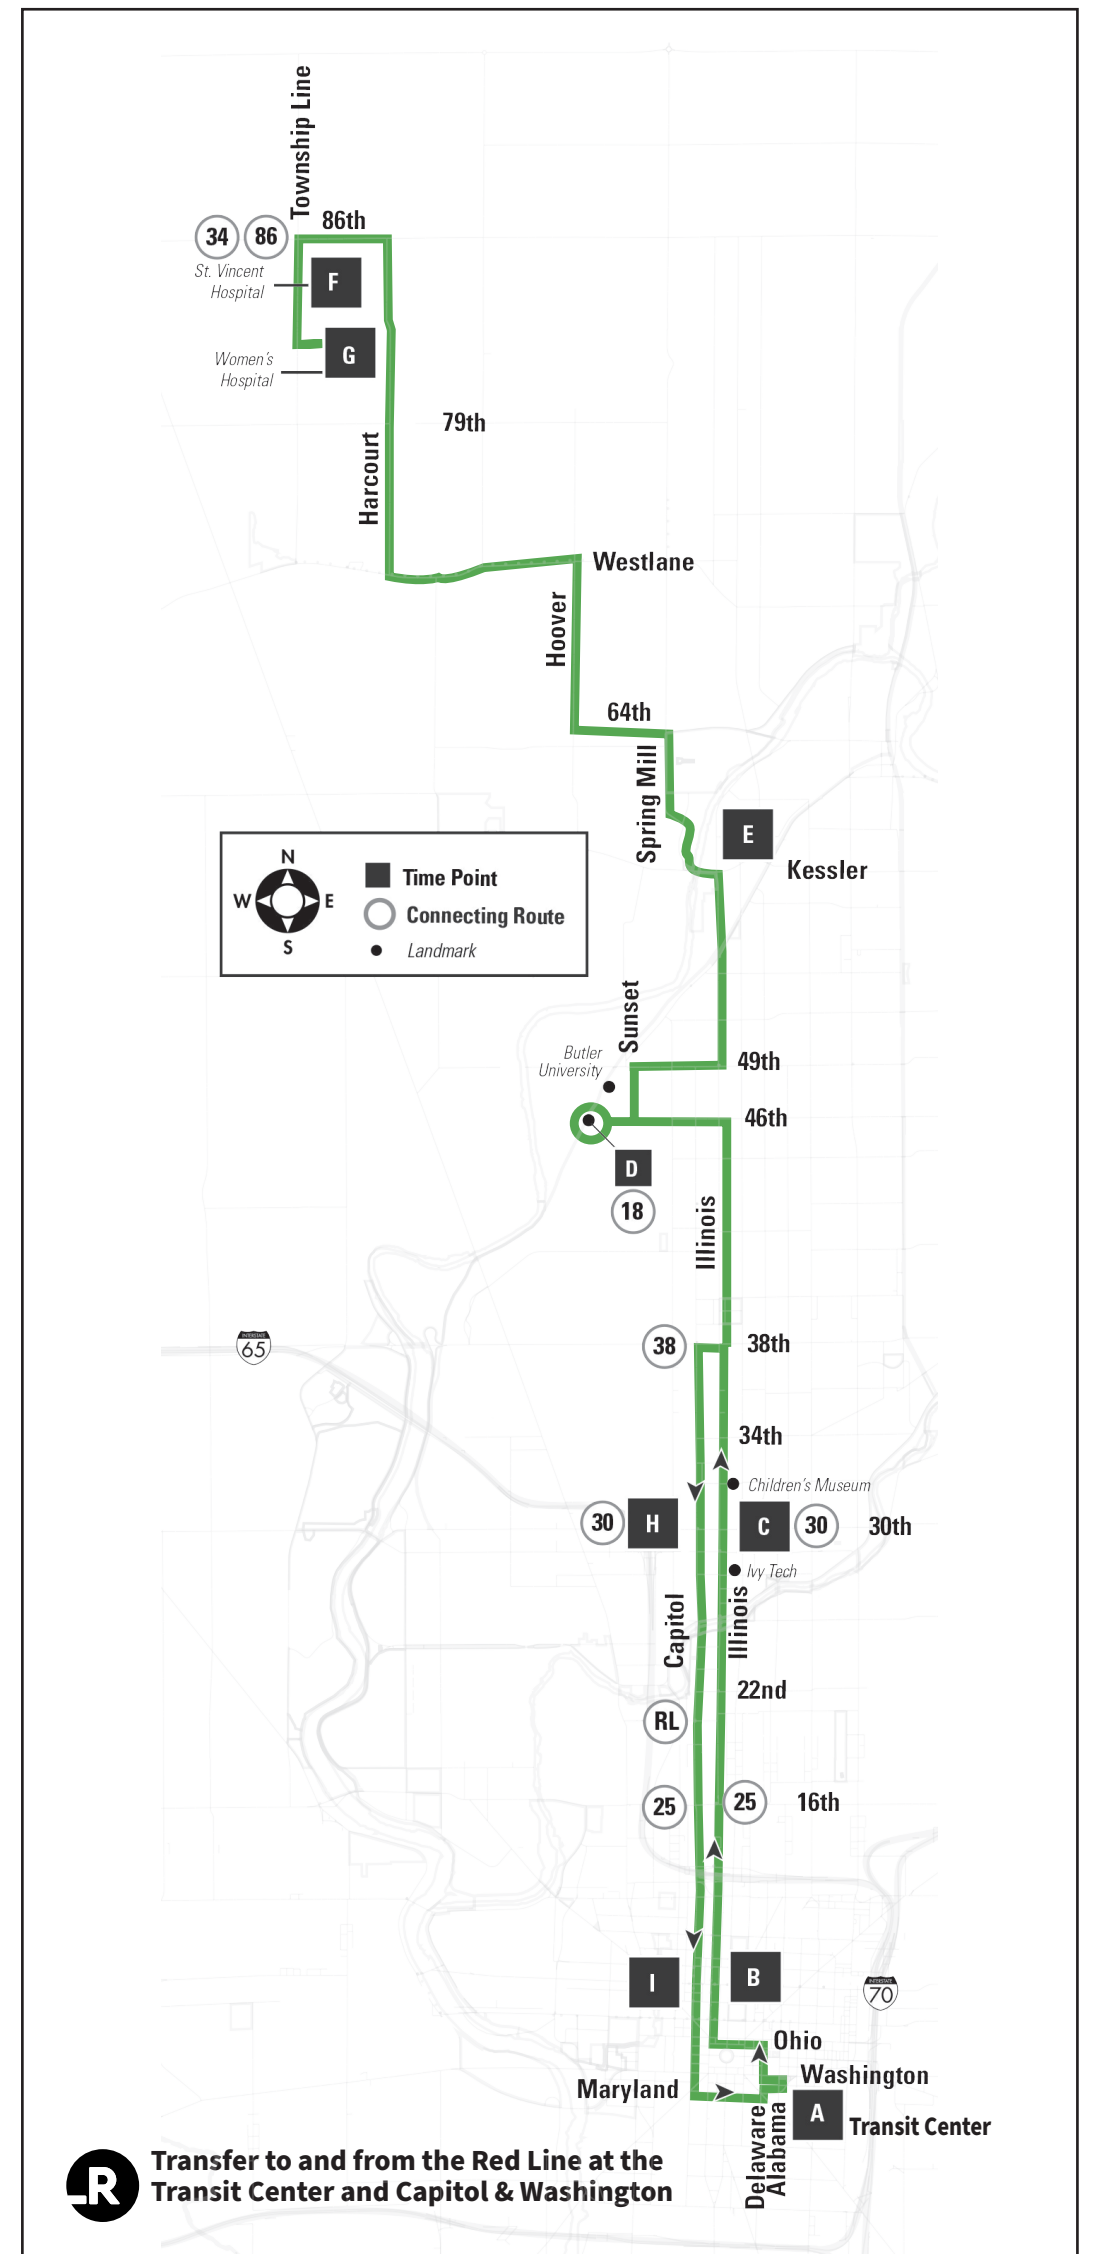 Township Line
86th
34
86
St. Vincent
Hospital
F
Women's
Hospital
G
79th
Harcourt
Westlane
Hoover
64th
Spring Mill
E
Kessler
N
W
E
S
Time Point
Connecting Route
Landmark
Sunset
Butler
University
49th
46th
D
18
Illinois
INTERSTATE
65
38
38th
34th
Children's Museum
30
H
C
30
30th
Ivy Tech
Capitol
Illinois
22nd
RL
25
25
16th
I
B
INTERSTATE
70
Ohio
Washington
Maryland
A
Transit Center
Delaware
Alabama
R
Transfer to and from the Red Line at the
Transit Center and Capitol & Washington